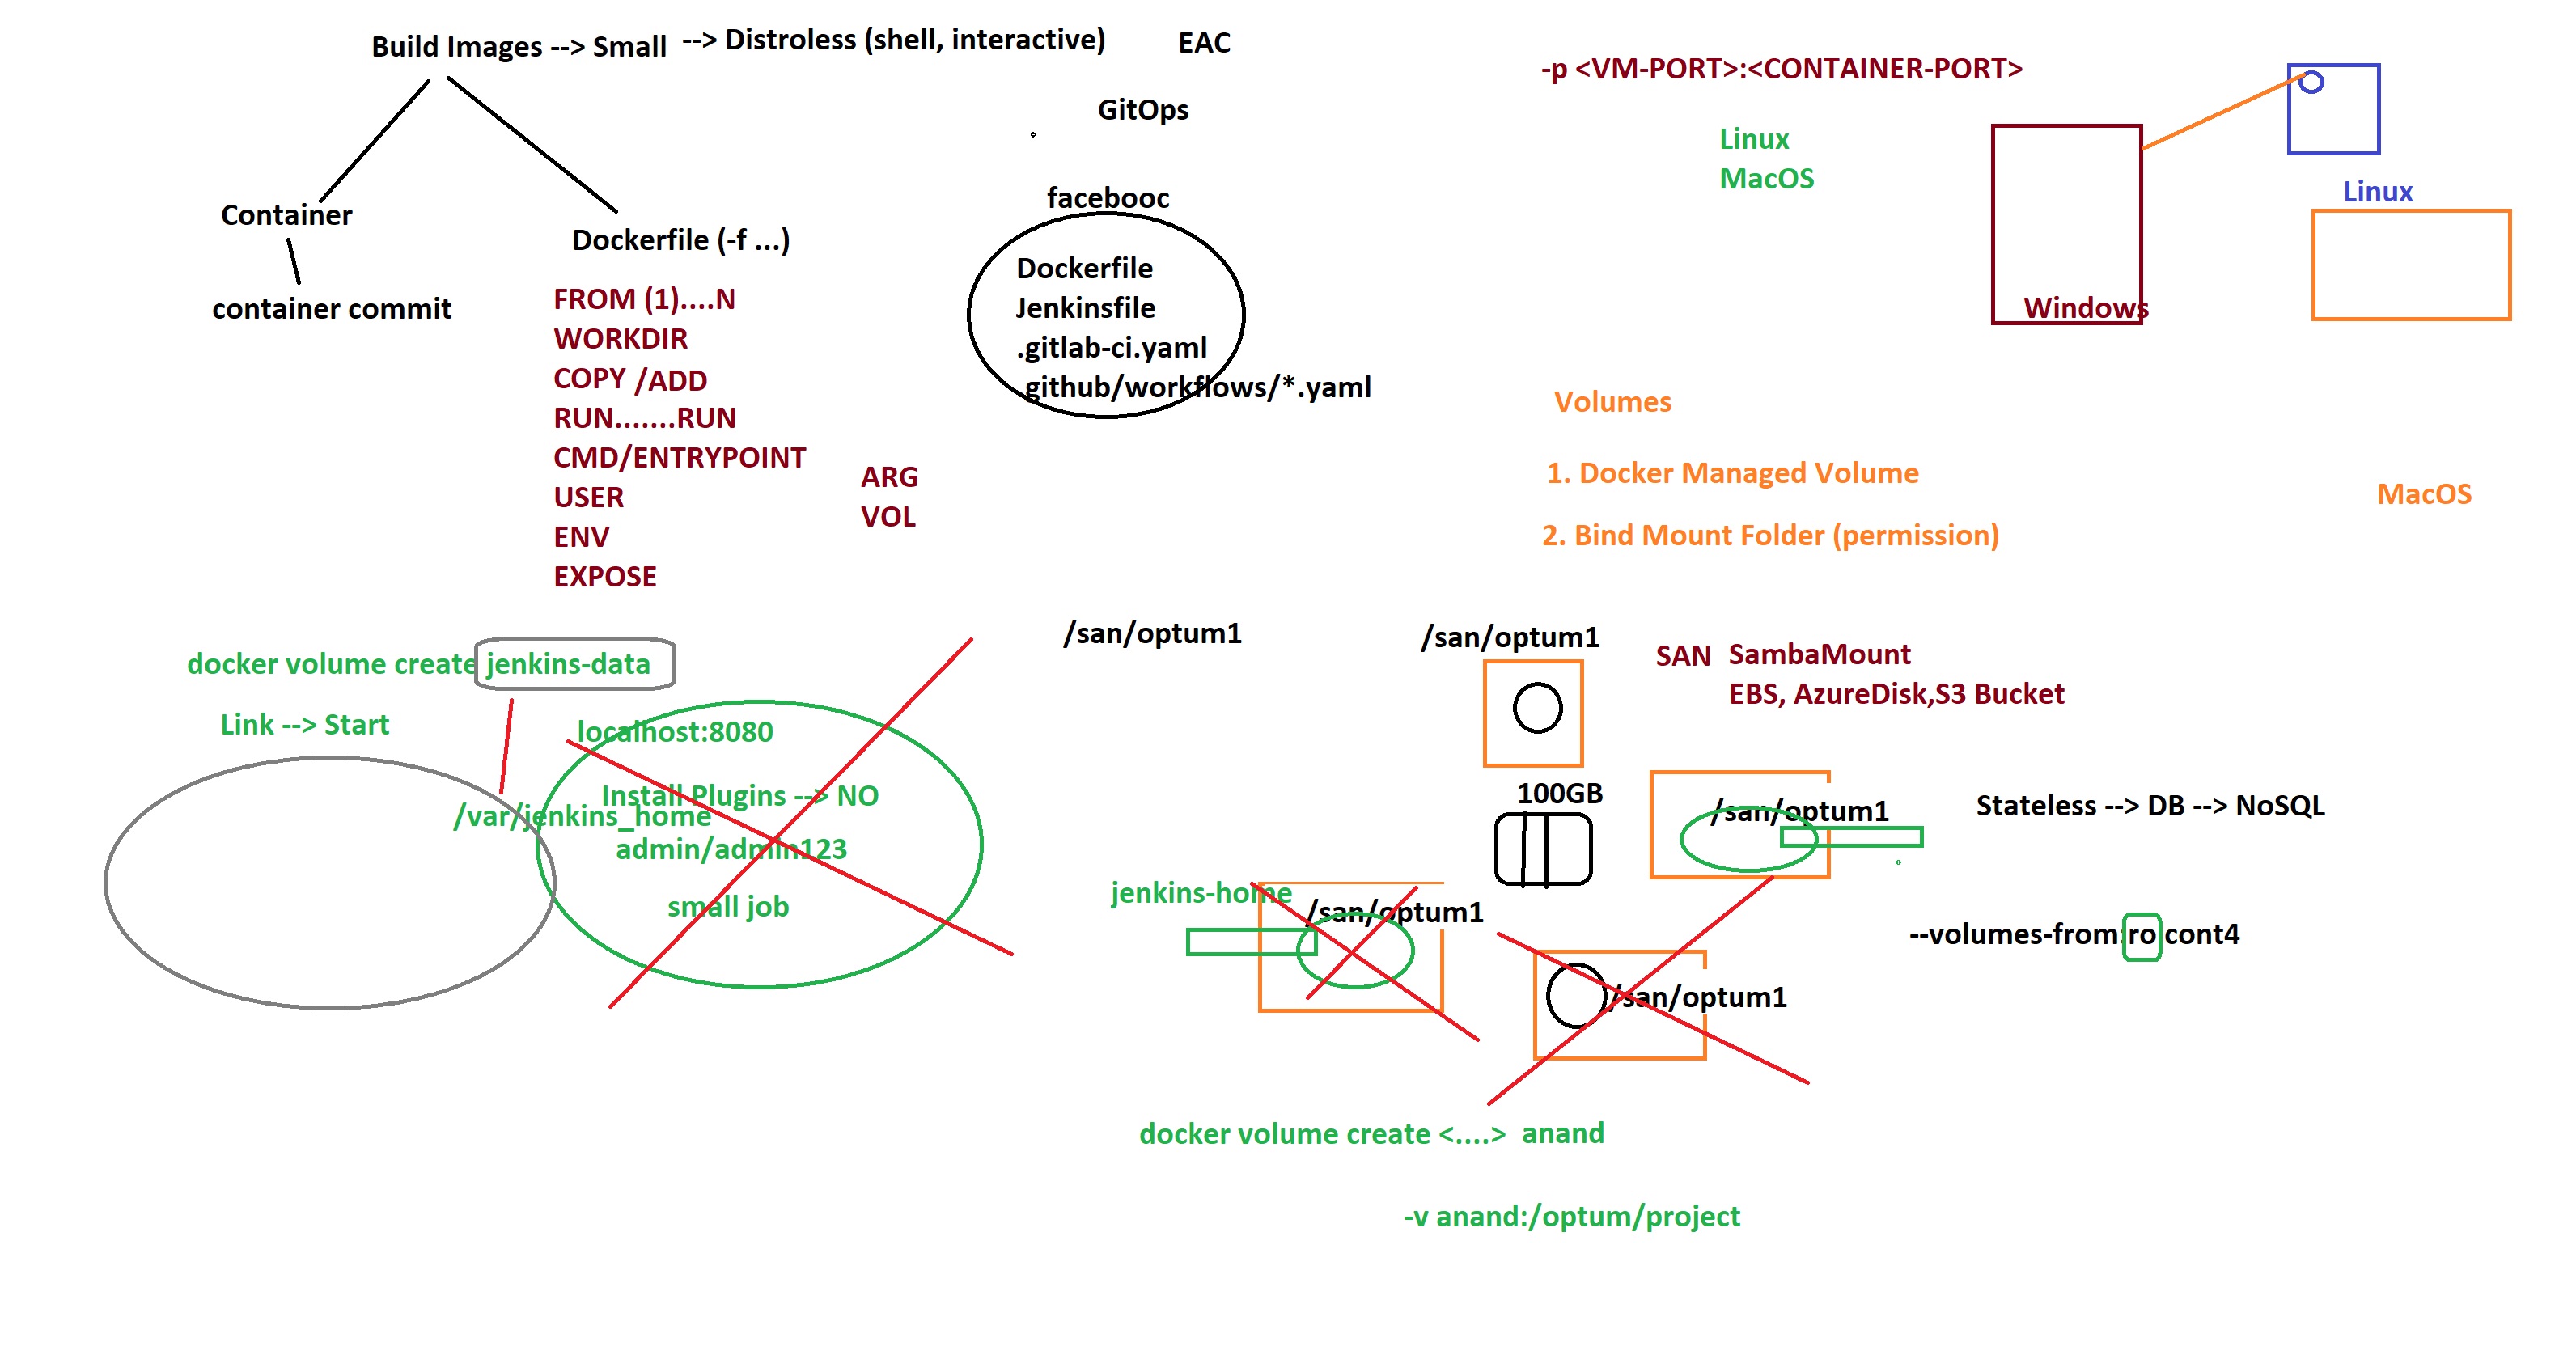 Build Images --> Small --> Distroless (shell, interactive)
EAC
GitOps
Container
container commit
Dockerfile (-f ...)
FROM (1)....N
WORKDIR
COPY /ADD
RUN.......RUN
CMD/ENTRYPOINT
USER
ENV
EXPOSE
ARG
VOL
facebooc
Dockerfile
Jenkinsfile
.gitlab-ci.yaml
.github/workflows/*.yaml
-p <VM-PORT>:<CONTAINER-PORT>
Linux
MacOS
Windows
Linux
MacOS
Volumes
1. Docker Managed Volume
2. Bind Mount Folder (permission)
docker volume create jenkins-data
Link --> Start
localhost:8080
Install Plugins --> NO
/var/jenkins_home
admin/admin123
small job
/san/optum1
/san/optum1
SAN
SambaMount
EBS, AzureDisk,S3 Bucket
100GB
/san/optum1
Stateless --> DB --> NoSQL
jenkins-home
/san/optum1
--volumes-from:ro cont4
/san/optum1
docker volume create <....> anand
-v anand:/optum/project